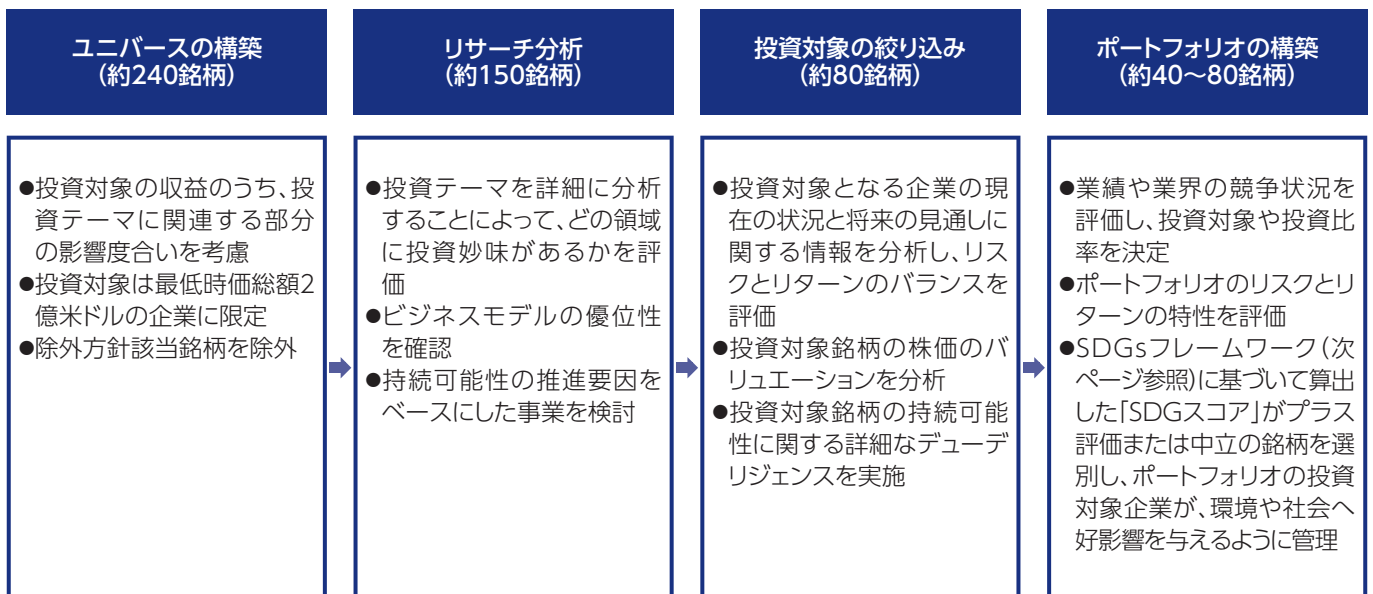 ユニバースの構築
(約240銘柄)
●投資対象の収益のうち、投
資テーマに関連する部分
の影響度合いを考慮
●投資対象は最低時価総額2
億米ドルの企業に限定
●除外方針該当銘柄を除外
リサーチ分析
(約150銘柄)
●投資テーマを詳細に分析
することによって、どの領域
に投資妙味があるかを評
価
●ビジネスモデルの優位性
を確認
●持続可能性の推進要因を
ベースにした事業を検討
投資対象の絞り込み
(約80銘柄)
●投資対象となる企業の現
在の状況と将来の見通しに
関する情報を分析し、リス
クとリターンのバランスを
評価
●投資対象銘柄の株価のバ
リュエーションを分析
●投資対象銘柄の持続可能
性に関する詳細なデューデ
リジェンスを実施
ポートフォリオの構築
(約40～80銘柄)
●業績や業界の競争状況を
評価し、投資対象や投資比
率を決定
●ポートフォリオのリスクとリ
ターンの特性を評価
●SDGsフレームワーク(次
ページ参照)に基づいて算出
した「SDGスコア」がプラス
評価または中立の銘柄を選
別し、ポートフォリオの投資
対象企業が、環境や社会へ
好影響を与えるように管理